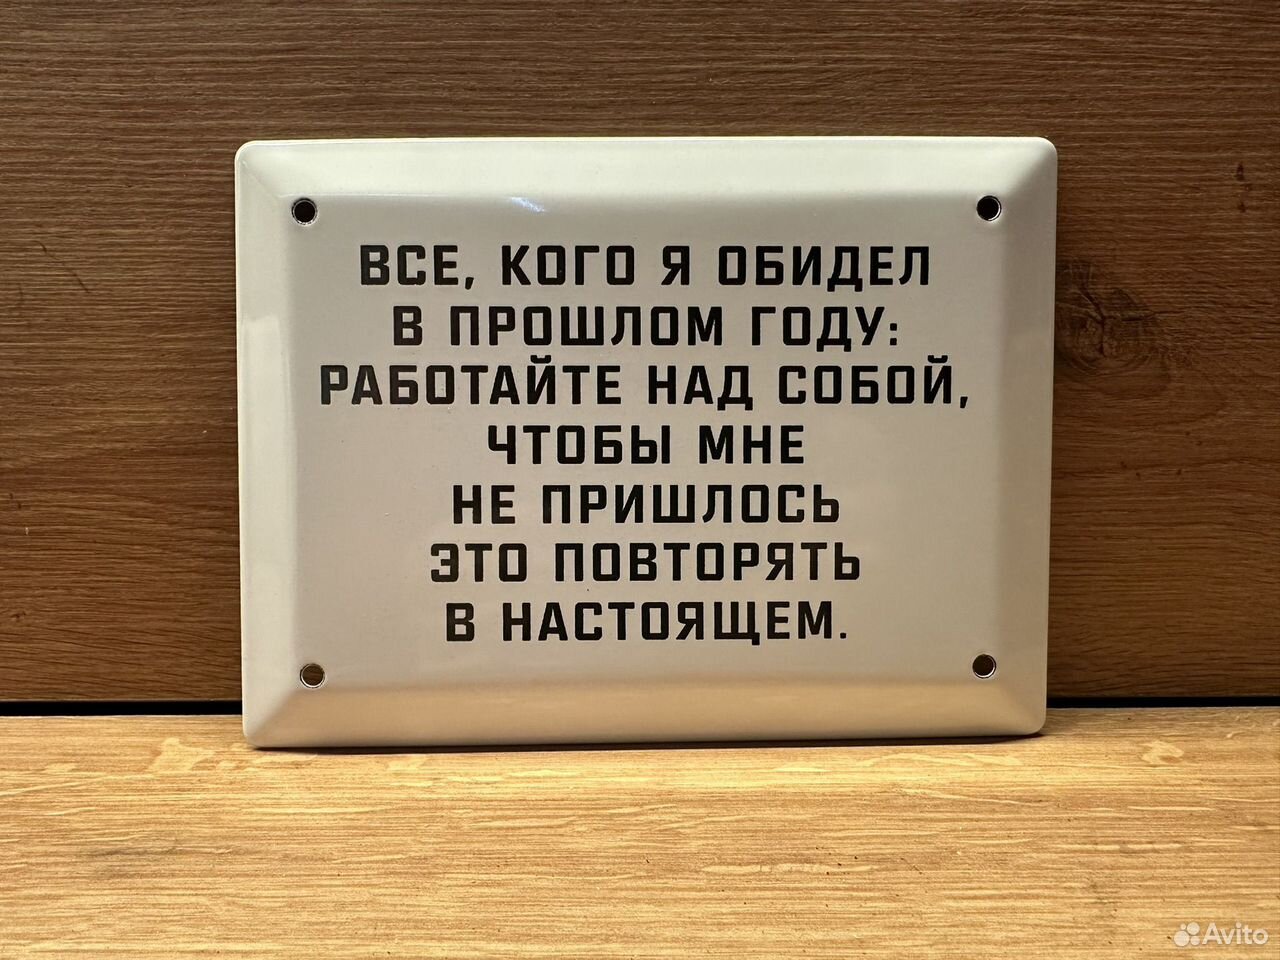 ВСЕ, КОГО Я ОБИДЕЛ
В ПРОШЛОМ ГОДУ:
РАБОТАЙТЕ НАД СОБОЙ,
ЧТОБЫ МНЕ
НЕ ПРИШЛОСЬ
ЭТО ПОВТОРЯТЬ
В НАСТОЯЩЕМ.
Avito